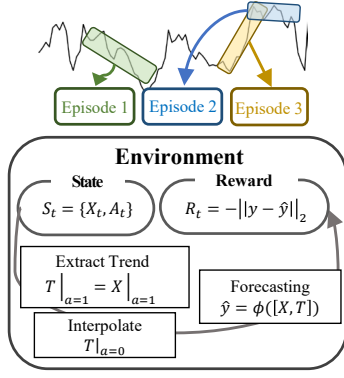 Episode 1
Episode 2
Episode 3
Environment
State
Reward
S_t = {X_t, A_t}
R_t = −||y − ŷ||_2
Extract Trend
T|_{a=1} = X|_{a=1}
Forecasting
ŷ = ϕ([X, T])
Interpolate
T|_{a=0}